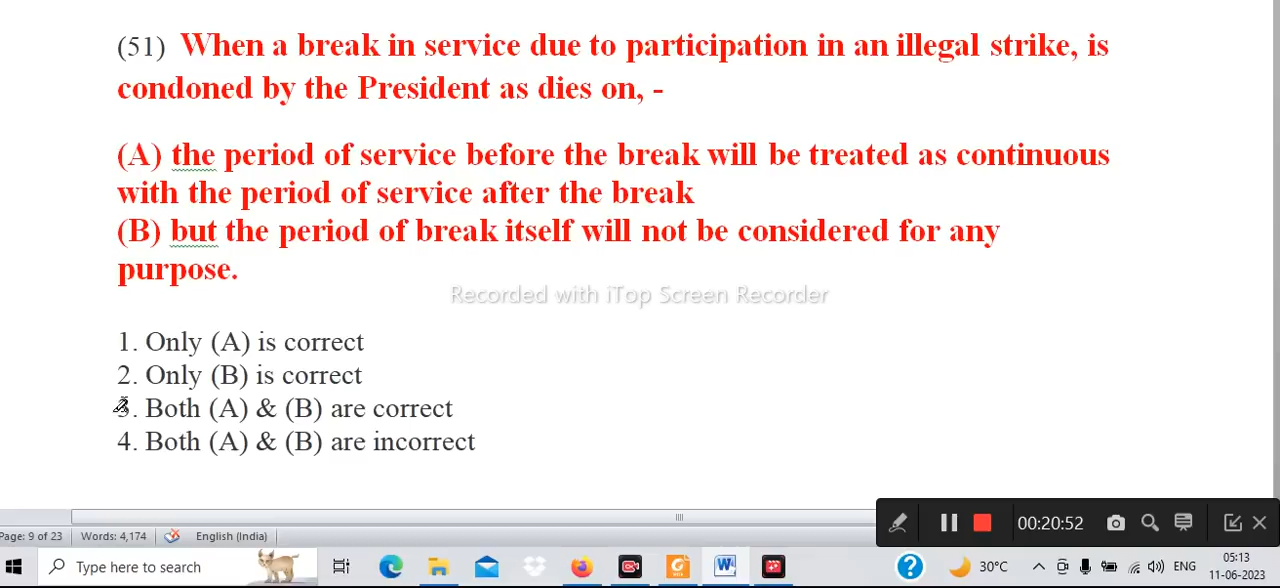 (51) When a break in service due to participation in an illegal strike, is
condoned by the President as dies on, -
(A) the period of service before the break will be treated as continuous
with the period of service after the break
(B) but the period of break itself will not be considered for any
purpose.
Recorded with iTop Screen Recorder
1. Only (A) is correct
2. Only (B) is correct
3. Both (A) & (B) are correct
4. Both (A) & (B) are incorrect
Page: 9 of 23 Words: 4,174 English (India)
00:20:52
Type here to search
30°C ENG
05:13
11-06-2023